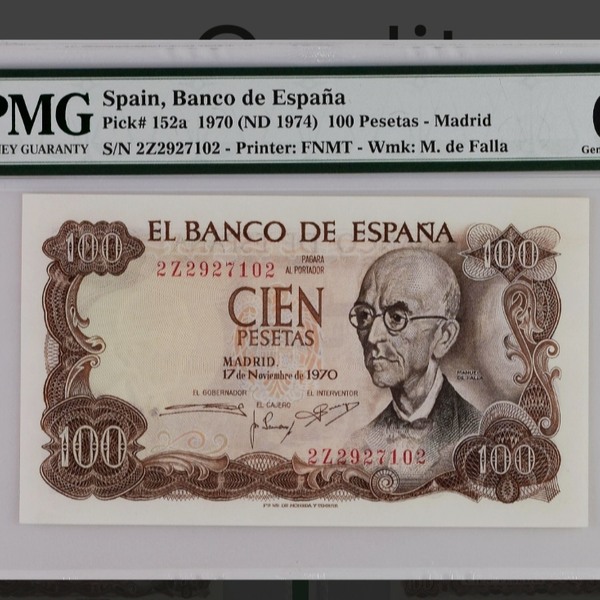 PMG
Spain, Banco de España
Pick# 152a 1970 (ND 1974) 100 Pesetas - Madrid
EY GUARANTY
S/N 2Z2927102 - Printer: FNMT - Wmk: M. de Falla
Gen
EL BANCO DE ESPAÑA
100
100
PAGARA
AL PORTADOR
2Z2927102
CIEN
PESETAS
MADRID.
17 de Noviembre de 1970
MANUEL
DE FALLA
EL GOBERNADOR
EL INTERVENTOR
EL CAJERO
2Z2927102
100
100